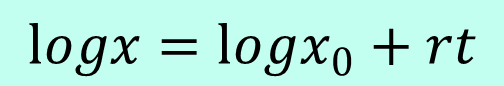 logx = logx₀ + rt